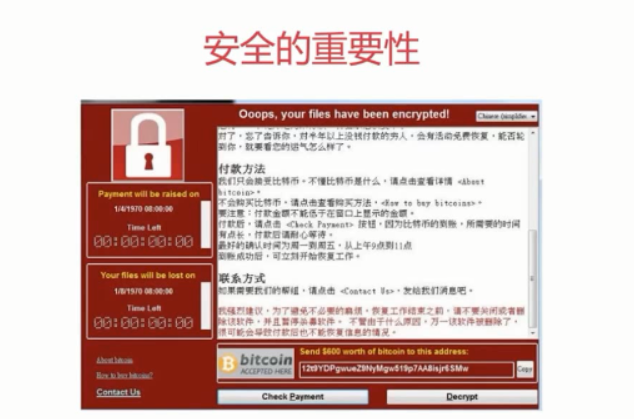 安全的重要性
Ooops, your files have been encrypted!
对了，忘了告诉你，对半年以上没钱付款的穷人，会有活动免费恢复，能否轮
到你，就要看您的运气怎么样了。
付款方法
我们只会接受比特币。不懂比特币是什么，请点击查看详情 <About
bitcoin>。
不会购买比特币，请点击查看购买方法，<How to buy bitcoins>。
要注意：付款金额不能低于在窗口上显示的金额。
付款后，请点击 <Check Payment> 按钮，因为比特币的到账，所需要的时间
有点长，付款后请耐心等待。
最好的确认时间为周一到周五，从上午9点到11点
到账成功后，可立刻开始恢复工作。
联系方式
如果需要我们的帮组，请点击 <Contact Us>，发给我们消息吧。
我强烈建议，为了避免不必要的麻烦，恢复工作结束之前，请不要关闭或者删
除该软件，并且暂停杀毒软件。不管由于什么原因，万一该软件被删除了，
很可能会导致付款后也不能恢复信息的情况。
Payment will be raised on
1/4/1970 08:00:00
Time Left
00:00:00:00
Your files will be lost on
1/8/1970 08:00:00
Time Left
00:00:00:00
About bitcoin
How to buy bitcoins?
Contact Us
bitcoin
ACCEPTED HERE
Send $600 worth of bitcoin to this address:
Copy
Check Payment
Decrypt